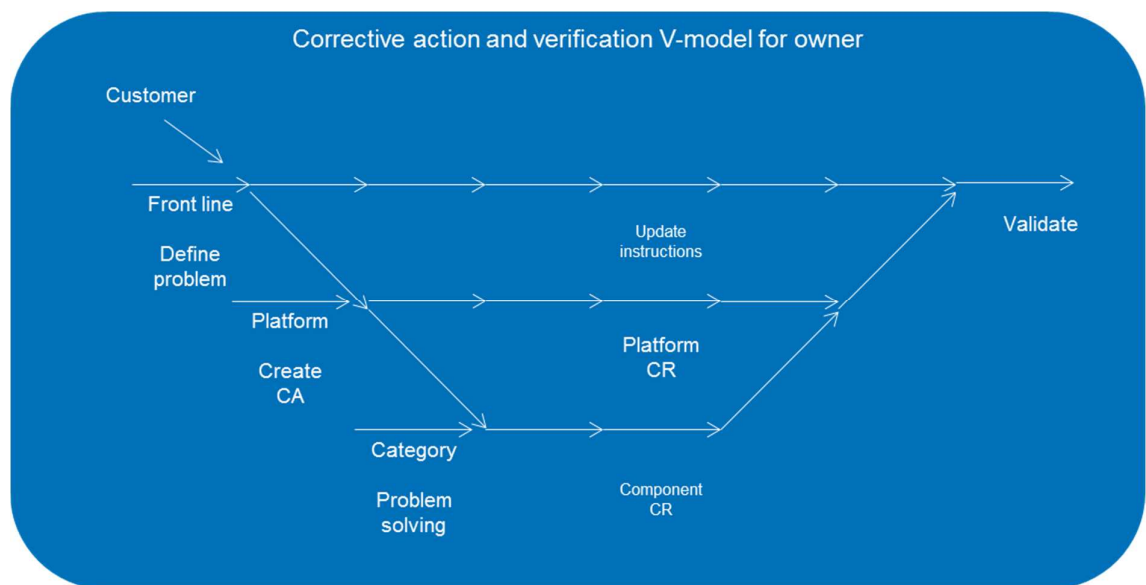 Corrective action and verification V-model for owner
Customer
Front line
Define
problem
Update
instructions
Validate
Platform
Create
CA
Platform
CR
Category
Problem
solving
Component
CR